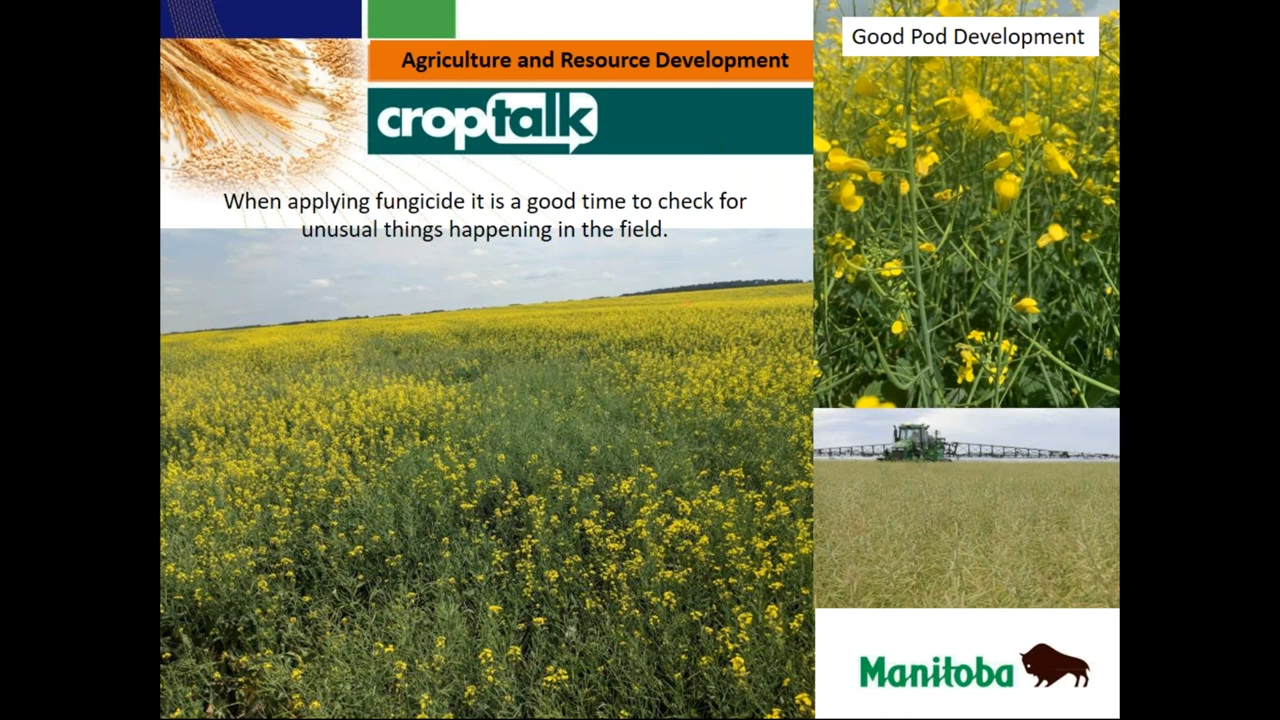 Agriculture and Resource Development
croptalk
When applying fungicide it is a good time to check for
unusual things happening in the field.
Good Pod Development
Manitoba